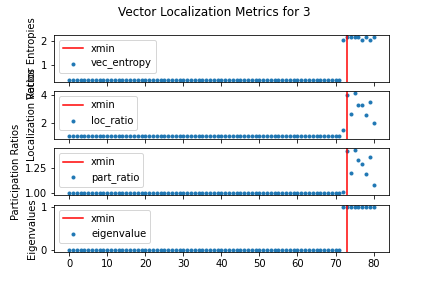 Vector Localization Metrics for 3
Vector Entropies
2
1
xmin
vec_entropy
Localization Ratios
4
2
xmin
loc_ratio
Participation Ratios
1.25
1.00
xmin
part_ratio
Eigenvalues
1
0
xmin
eigenvalue
0 10 20 30 40 50 60 70 80